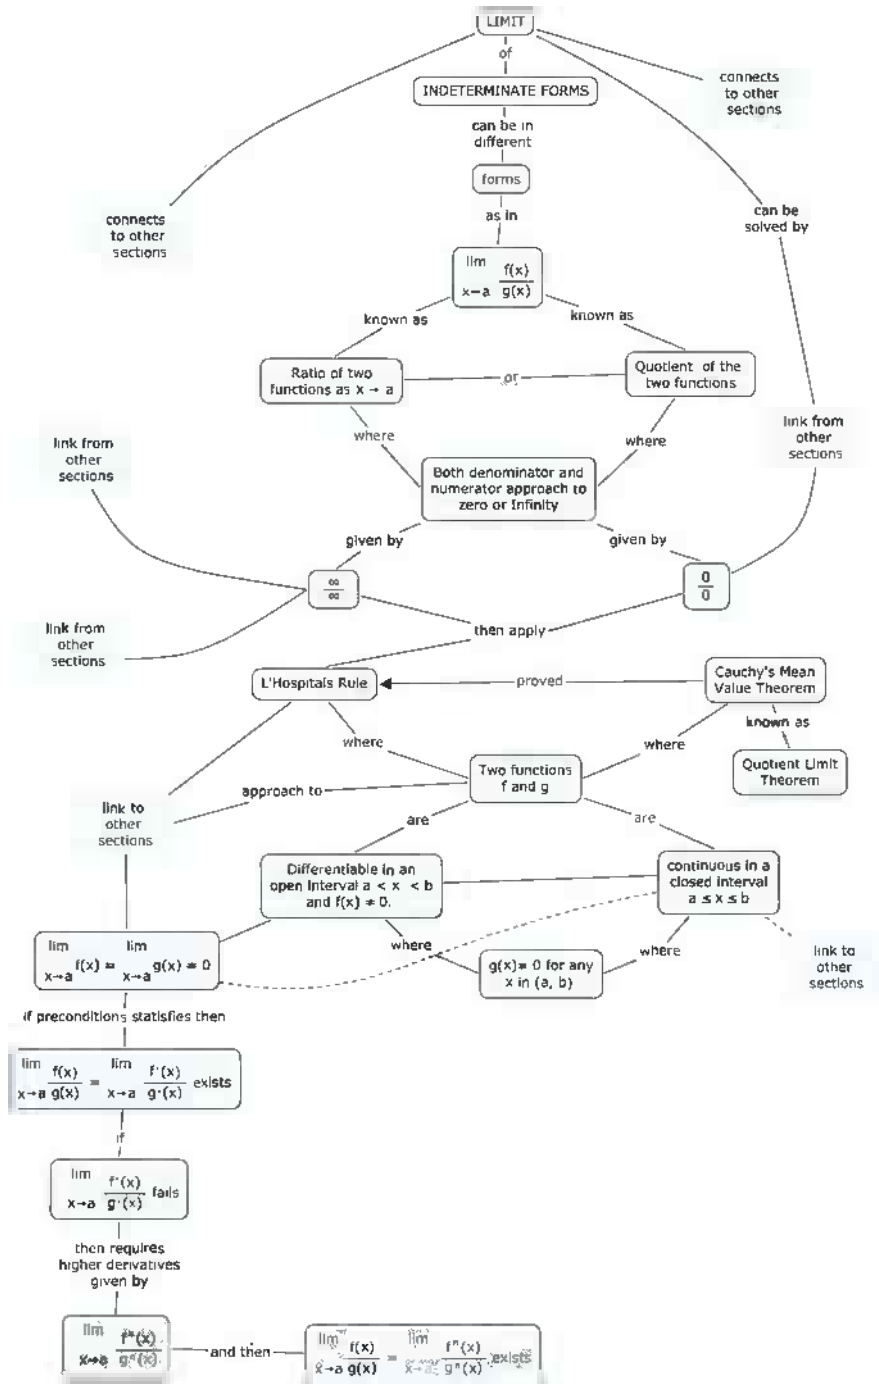 LIMIT
of
INDETERMINATE FORMS
connects
to other
sections
can be in
different
forms
connects
to other
sections
as in
can be
solved by
lim
x→a f(x)/g(x)
known as
known as
Ratio of two
functions as x → a
or
Quotient of the
two functions
where
where
link from
other
sections
link from
other
sections
Both denominator and
numerator approach to
zero or Infinity
given by
given by
∞/∞
0/0
link from
other
sections
then apply
L'Hospitals Rule
proved
Cauchy's Mean
Value Theorem
known as
where
where
Quotient Limit
Theorem
Two functions
f and g
approach to
link to
other
sections
are
are
Differentiable in an
open interval a < x < b
and f(x) ≠ 0.
continuous in a
closed interval
a ≤ x ≤ b
where
where
lim lim
x→a f(x) = x→a g(x) = 0
g(x)≠ 0 for any
x in (a, b)
link to
other
sections
if preconditions statisfies then
lim lim
x→a f(x)/g(x) = x→a f'(x)/g'(x) exists
if
lim
x→a f'(x)/g'(x) fails
then requires
higher derivatives
given by
lim
x→a f"(x)/g"(x)
and then
lim lim
x→a f(x)/g(x) = x→a f"(x)/g"(x) exists